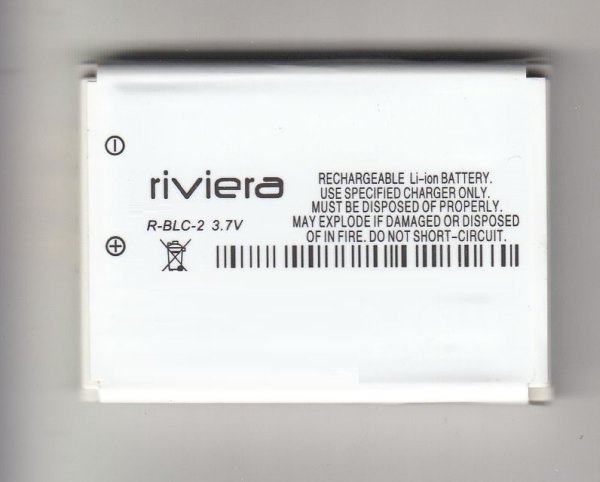 riviera
R-BLC-2 3.7V
RECHARGEABLE Li-ion BATTERY.
USE SPECIFIED CHARGER ONLY.
MUST BE DISPOSED OF PROPERLY.
MAY EXPLODE IF DAMAGED OR DISPOSED
OF IN FIRE. DO NOT SHORT-CIRCUIT.